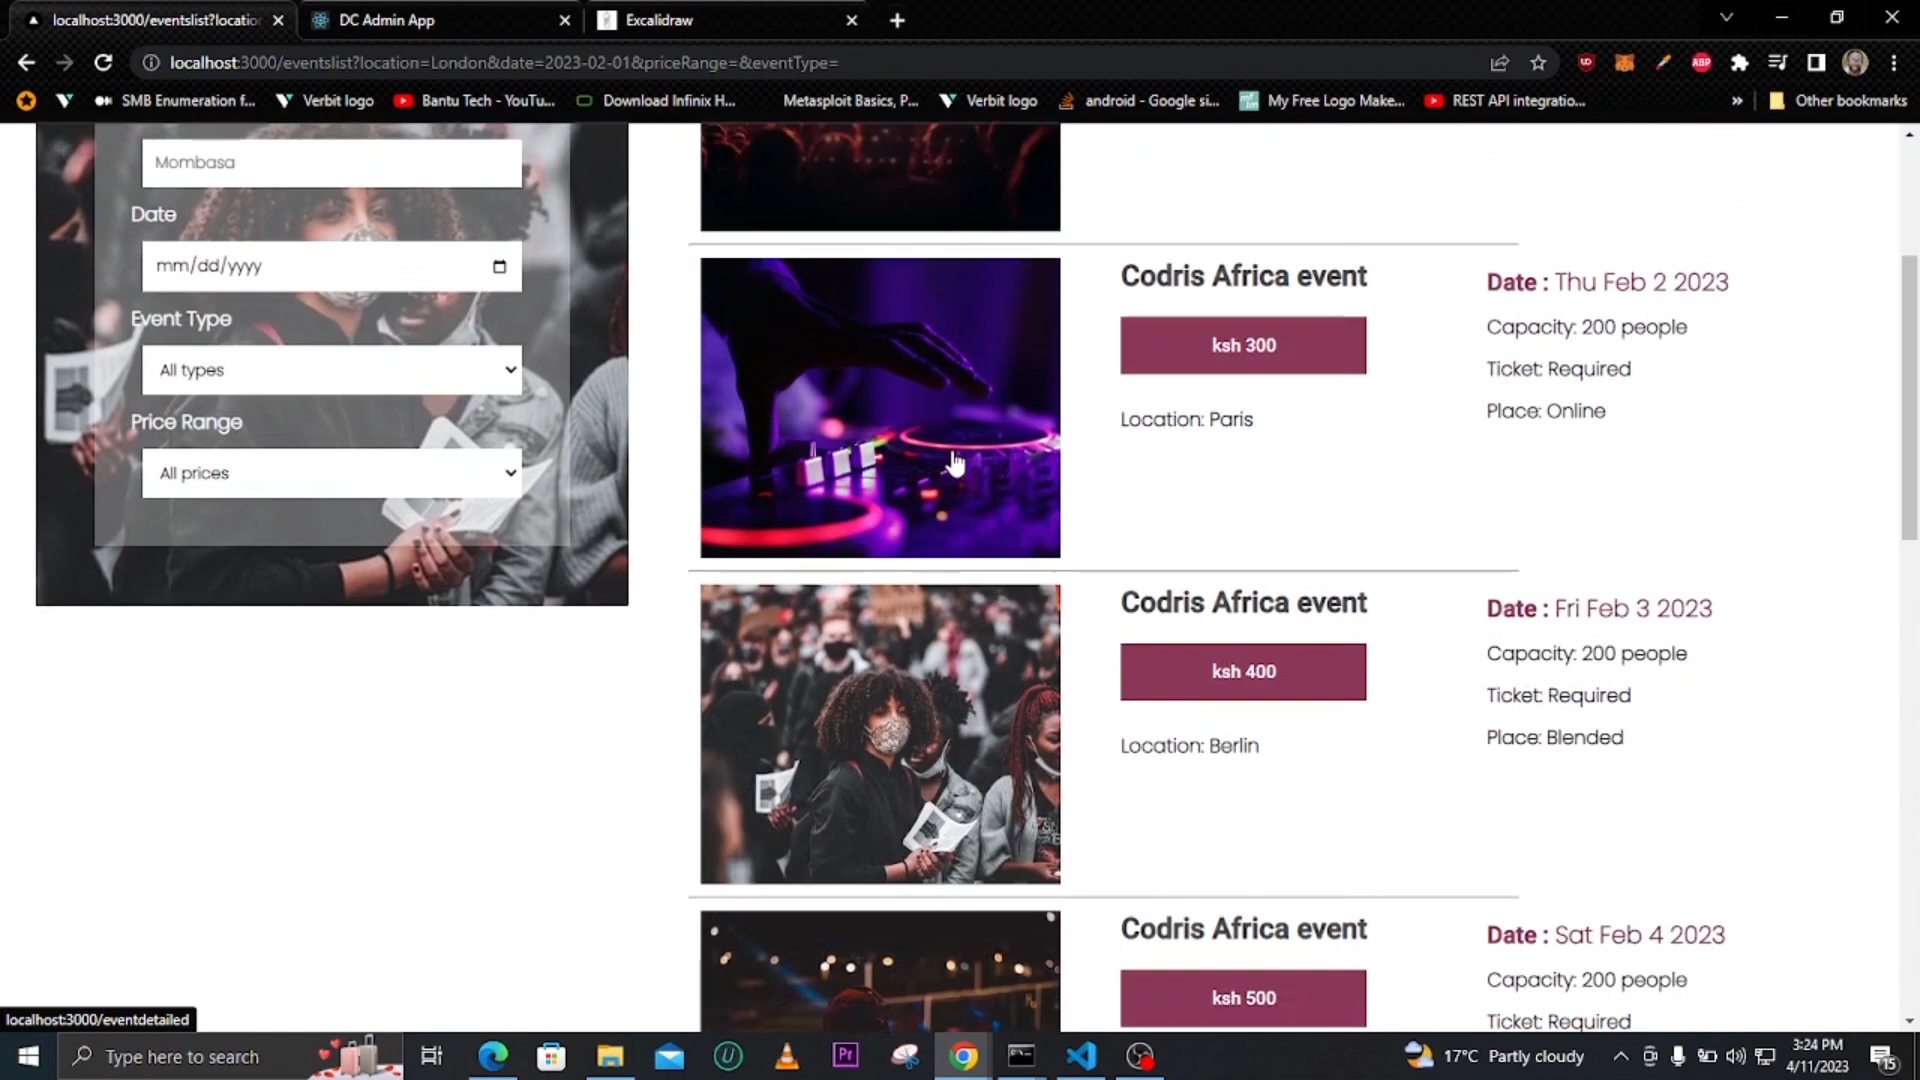 localhost:3000/eventslist?locatio
DC Admin App
Excalidraw
localhost:3000/eventslist?location=London&date=2023-02-01&priceRange=&eventType=
UD
ABP
SMB Enumeration f...
Verbit logo
Bantu Tech - YouTu...
Download Infinix H...
Metasploit Basics, P...
Verbit logo
android - Google si...
My Free Logo Make...
REST API integratio...
»
Other bookmarks
Mombasa
Date
mm/dd/yyyy
Event Type
All types
Price Range
All prices
Codris Africa event
ksh 300
Location: Paris
Date : Thu Feb 2 2023
Capacity: 200 people
Ticket: Required
Place: Online
Codris Africa event
ksh 400
Location: Berlin
Date : Fri Feb 3 2023
Capacity: 200 people
Ticket: Required
Place: Blended
Codris Africa event
ksh 500
Date : Sat Feb 4 2023
Capacity: 200 people
Ticket: Required
localhost:3000/eventdetailed
Type here to search
U
Pr
17°C Partly cloudy
3:24 PM
4/11/2023
15